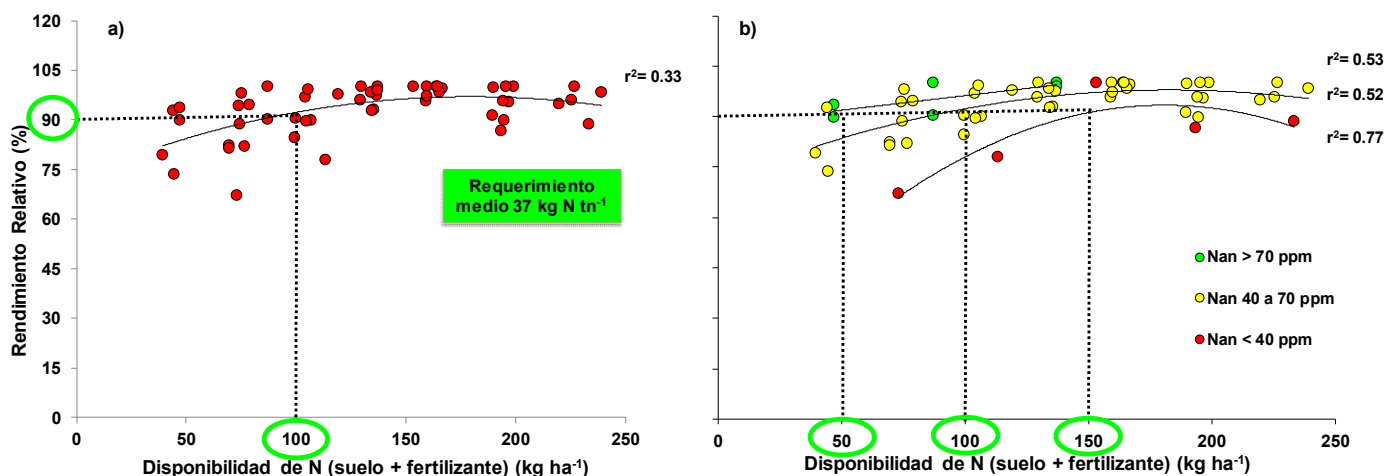 a)
Rendimiento Relativo (%)
120
105
90
75
60
45
30
15
0
r²= 0.33
Requerimiento
medio 37 kg N tn⁻¹
0
50
100
150
200
250
Disponibilidad de N (suelo + fertilizante) (kg ha⁻¹)
b)
r²= 0.53
r²= 0.52
r²= 0.77
Nan > 70 ppm
Nan 40 a 70 ppm
Nan < 40 ppm
50
100
150
200
250
Disponibilidad de N (suelo + fertilizante) (kg ha⁻¹)